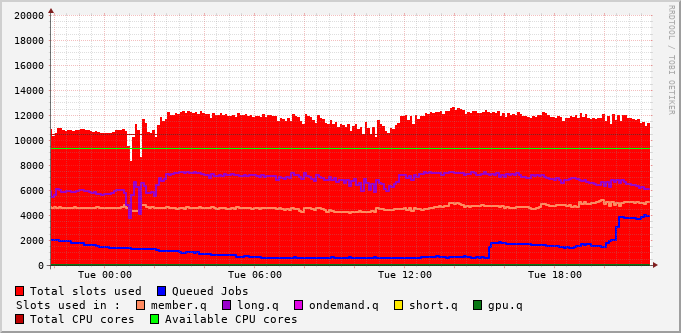 20000
18000
16000
14000
12000
10000
8000
6000
4000
2000
0
Tue 00:00 Tue 06:00 Tue 12:00 Tue 18:00
RRDTOOL / TOBI OETIKER
Total slots used Queued Jobs
Slots used in : member.q long.q ondemand.q short.q gpu.q
Total CPU cores Available CPU cores